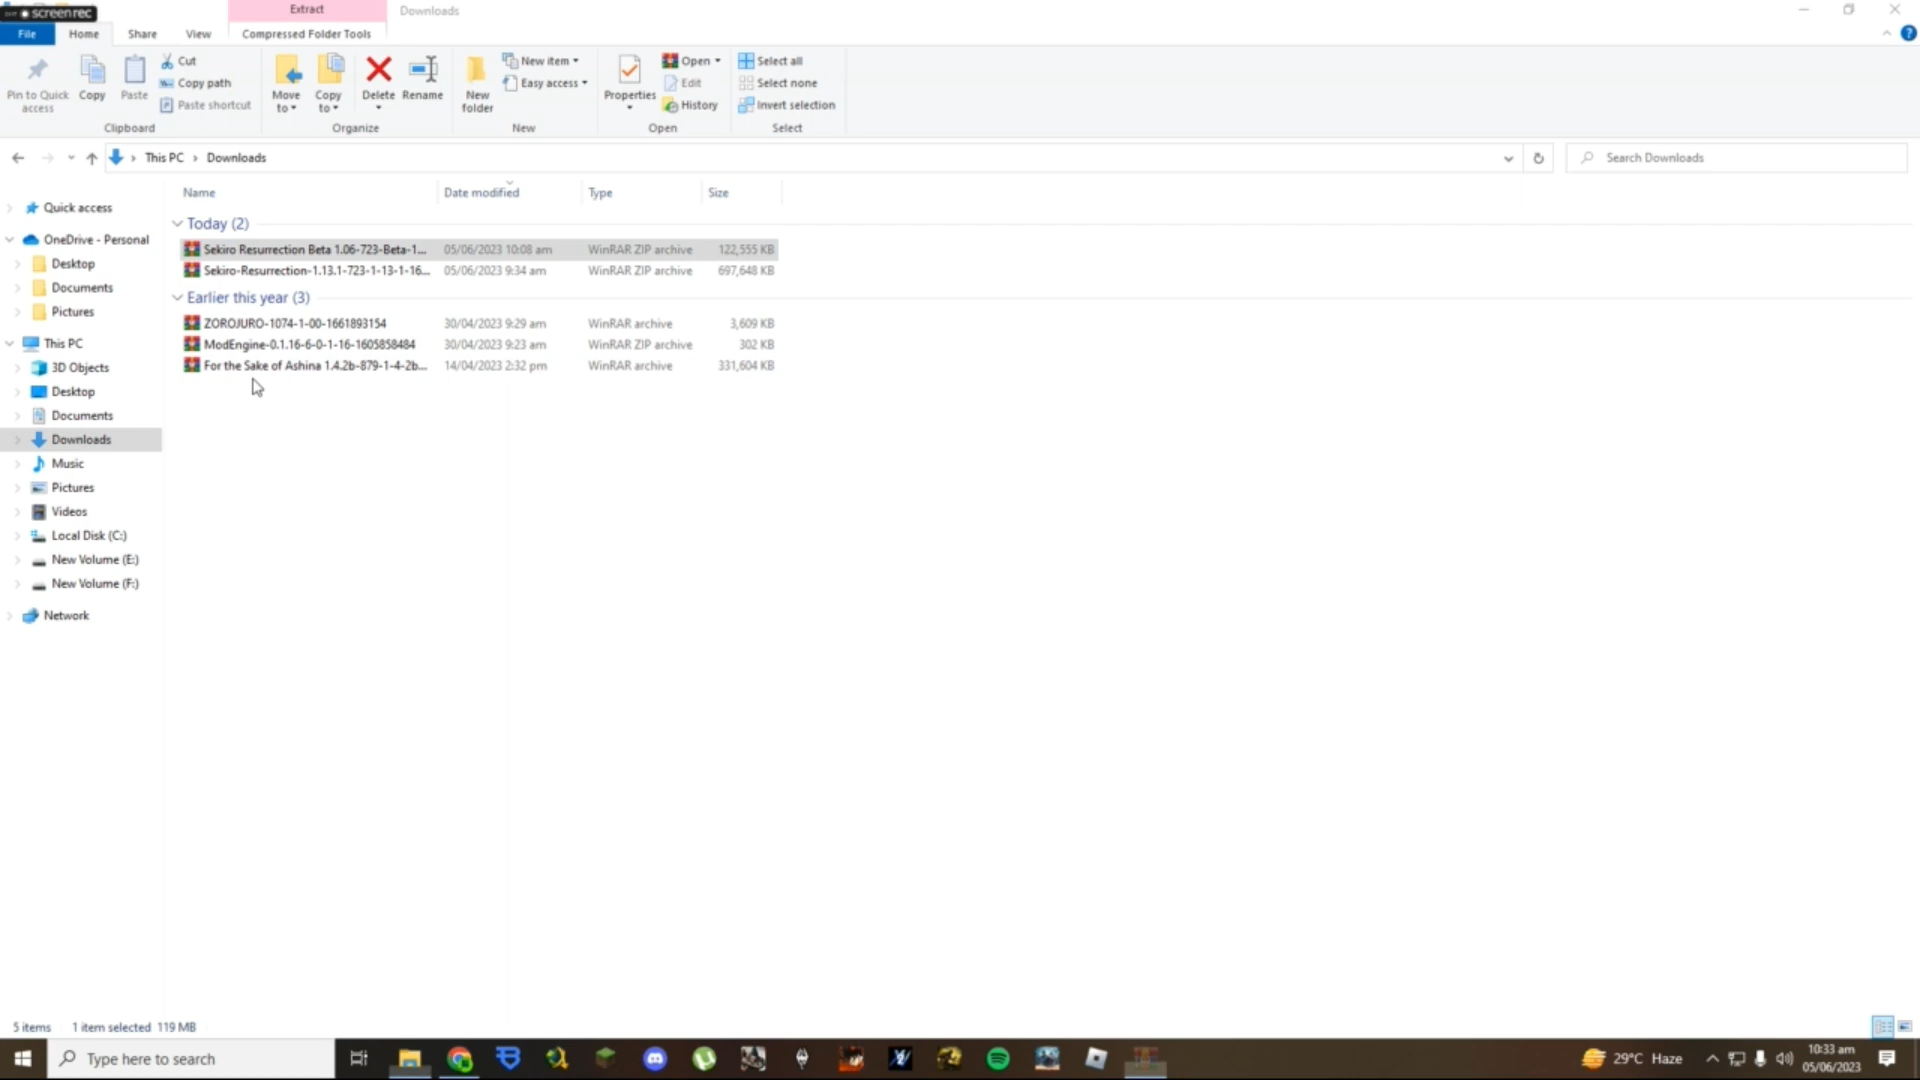 screenrec
Extract
Downloads
File
Home
Share
View
Compressed Folder Tools
Pin to Quick access
Copy
Paste
Cut
Copy path
Paste shortcut
Clipboard
Move to
Copy to
Delete
Rename
Organize
New folder
New item
Easy access
New
Properties
Open
Edit
History
Open
Select all
Select none
Invert selection
Select
This PC > Downloads
Search Downloads
Name Date modified Type Size
Today (2)
Sekiro Resurrection Beta 1.06-723-Beta-1... 05/06/2023 10:08 am WinRAR ZIP archive 122,555 KB
Sekiro-Resurrection-1.13.1-723-1-13-1-16... 05/06/2023 9:34 am WinRAR ZIP archive 697,648 KB
Earlier this year (3)
ZOROJURO-1074-1-00-1661893154 30/04/2023 9:29 am WinRAR archive 3,609 KB
ModEngine-0.1.16-6-0-1-16-1605858484 30/04/2023 9:23 am WinRAR ZIP archive 302 KB
For the Sake of Ashina 1.4.2b-879-1-4-2b... 14/04/2023 2:32 pm WinRAR archive 331,604 KB
Quick access
OneDrive - Personal
Desktop
Documents
Pictures
This PC
3D Objects
Desktop
Documents
Downloads
Music
Pictures
Videos
Local Disk (C:)
New Volume (E:)
New Volume (F:)
Network
5 items 1 item selected 119 MB
Type here to search
29°C Haze
10:33 am
05/06/2023